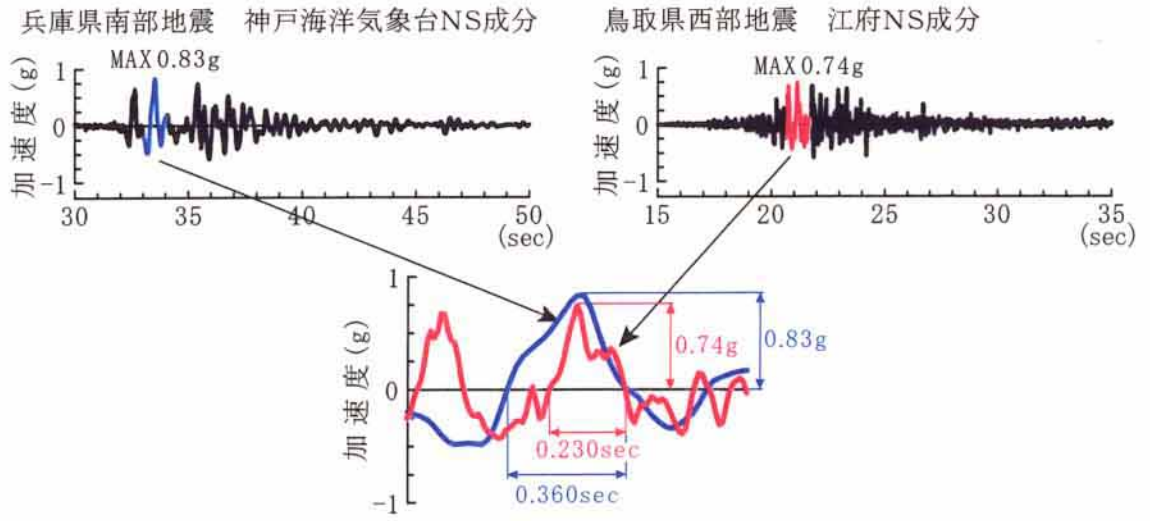 兵庫県南部地震 神戸海洋気象台NS成分
MAX 0.83g
加速度(g)
1
0
-1
30
35
40
45
50
(sec)
鳥取県西部地震 江府NS成分
MAX 0.74g
加速度(g)
1
0
-1
15
20
25
30
35
(sec)
加速度(g)
1
0
-1
0.74g
0.83g
0.230sec
0.360sec